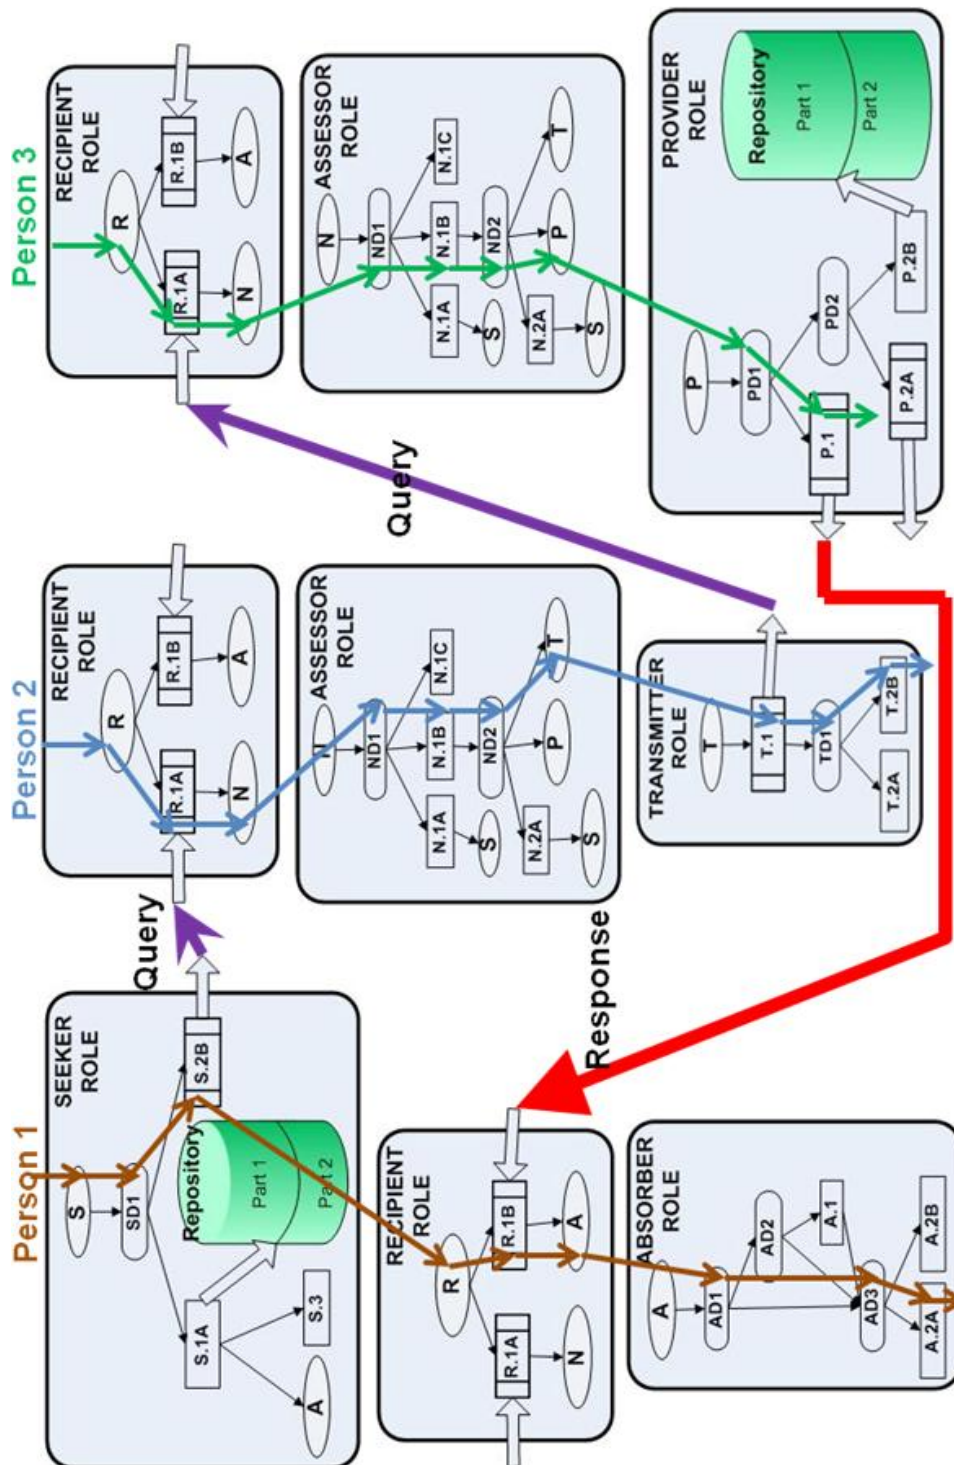 Person 1
SEEKER
ROLE
S
SD1
S.1A
S.2B
Repository
Part 1
Part 2
S.3
A
Query
RECIPIENT
ROLE
R
R.1A
R.1B
N
A
Response
ABSORBER
ROLE
A
AD1
AD2
A.1
AD3
A.2A
A.2B
Person 2
RECIPIENT
ROLE
R
R.1A
R.1B
N
A
ASSESSOR
ROLE
ND1
N.1A
N.1B
N.1C
S
ND2
N.2A
P
T
S
TRANSMITTER
ROLE
T
T.1
TD1
T.2A
T.2B
Query
Person 3
RECIPIENT
ROLE
R
R.1A
R.1B
N
A
ASSESSOR
ROLE
N
ND1
N.1A
N.1B
N.1C
S
ND2
N.2A
P
T
S
PROVIDER
ROLE
P
PD1
P.1
PD2
P.2A
P.2B
Repository
Part 1
Part 2